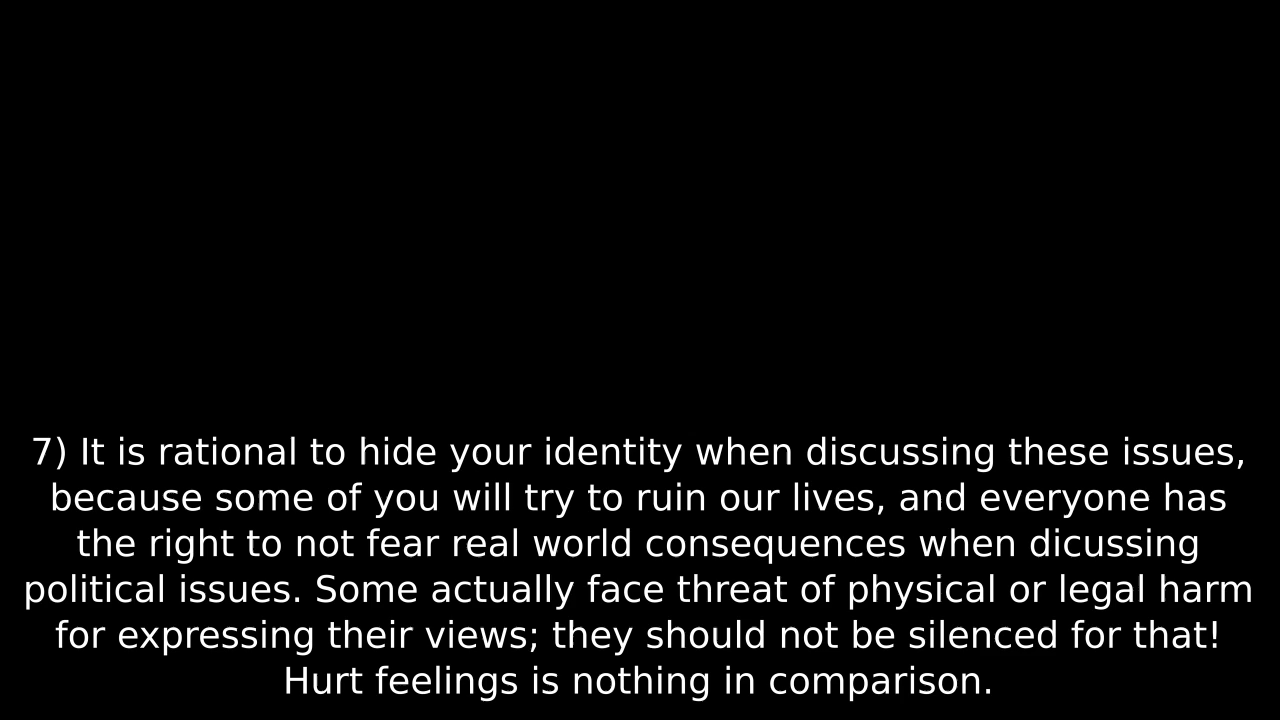 7) It is rational to hide your identity when discussing these issues,
because some of you will try to ruin our lives, and everyone has
the right to not fear real world consequences when dicussing
political issues. Some actually face threat of physical or legal harm
for expressing their views; they should not be silenced for that!
Hurt feelings is nothing in comparison.